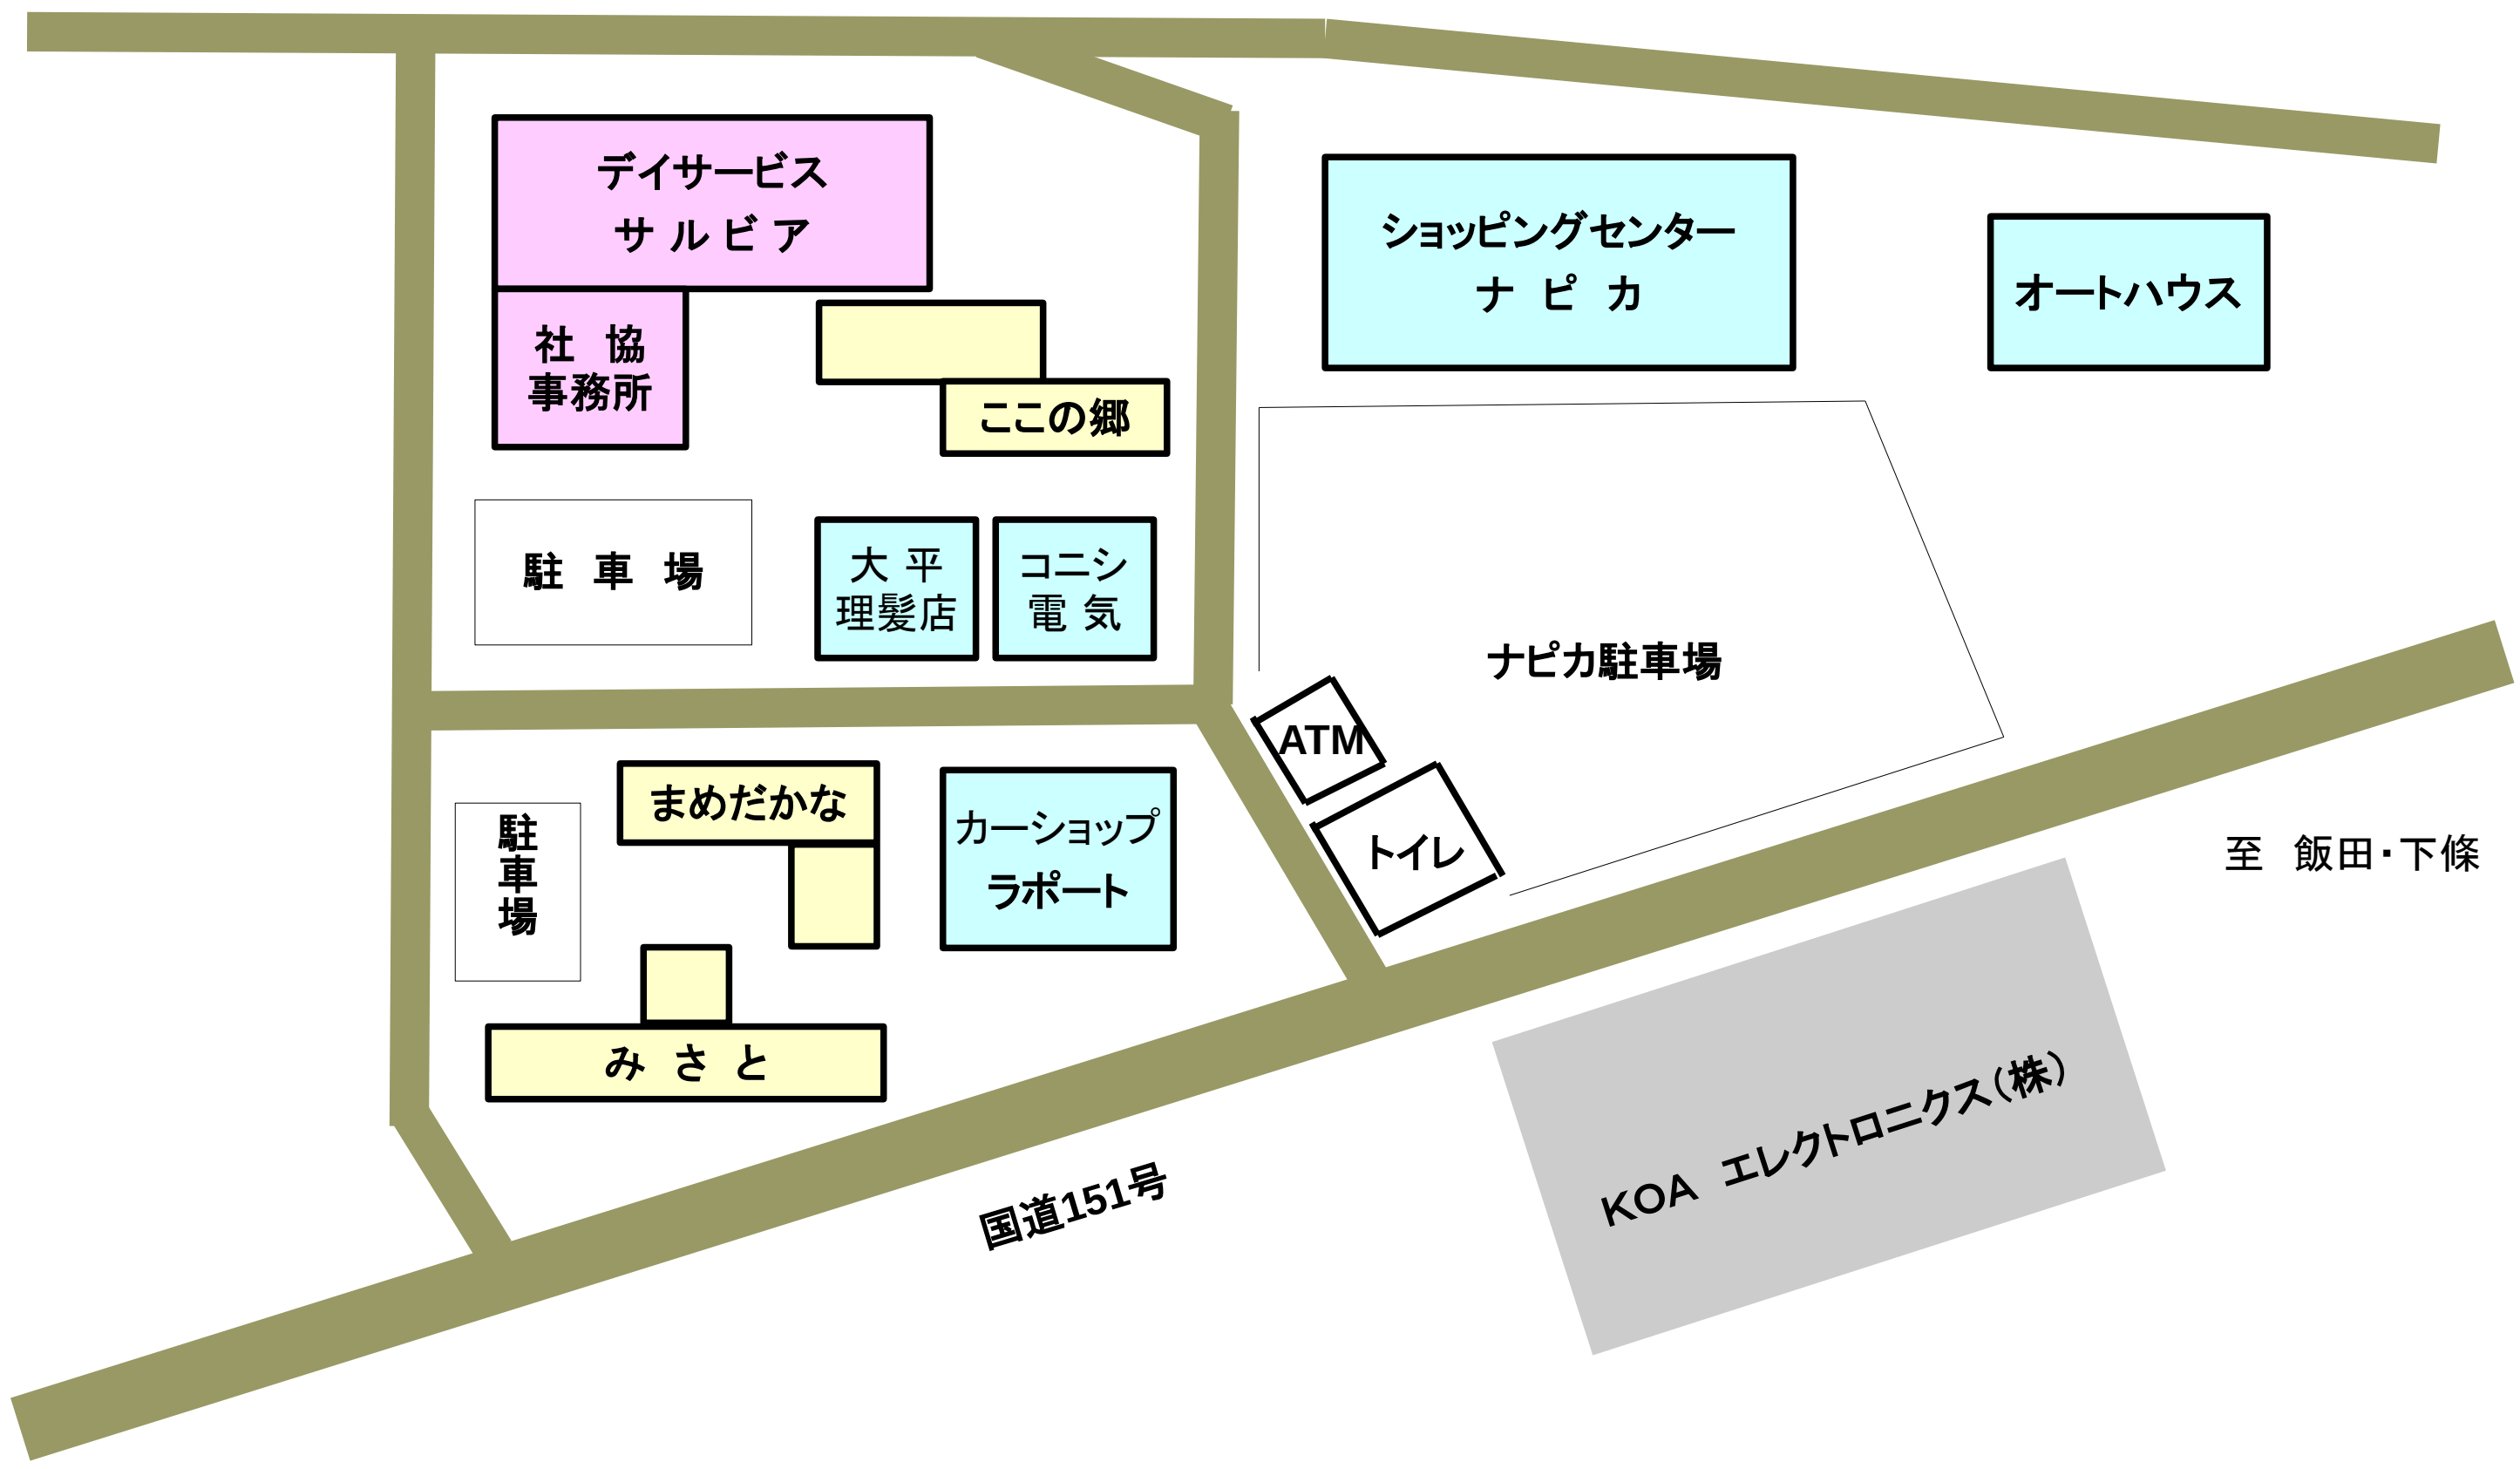 デイサービス
サルビア
社 協
事務所
ここの郷
ショッピングセンター
ナ ピ カ
オートハウス
駐 車 場
大 平
理髪店
コニシ
電 気
ナピカ駐車場
ATM
トイレ
まめだかな
駐車場
カーショップ
ラポート
み さ と
至 飯田・下條
国道151号
KOA エレクトロニクス(株)